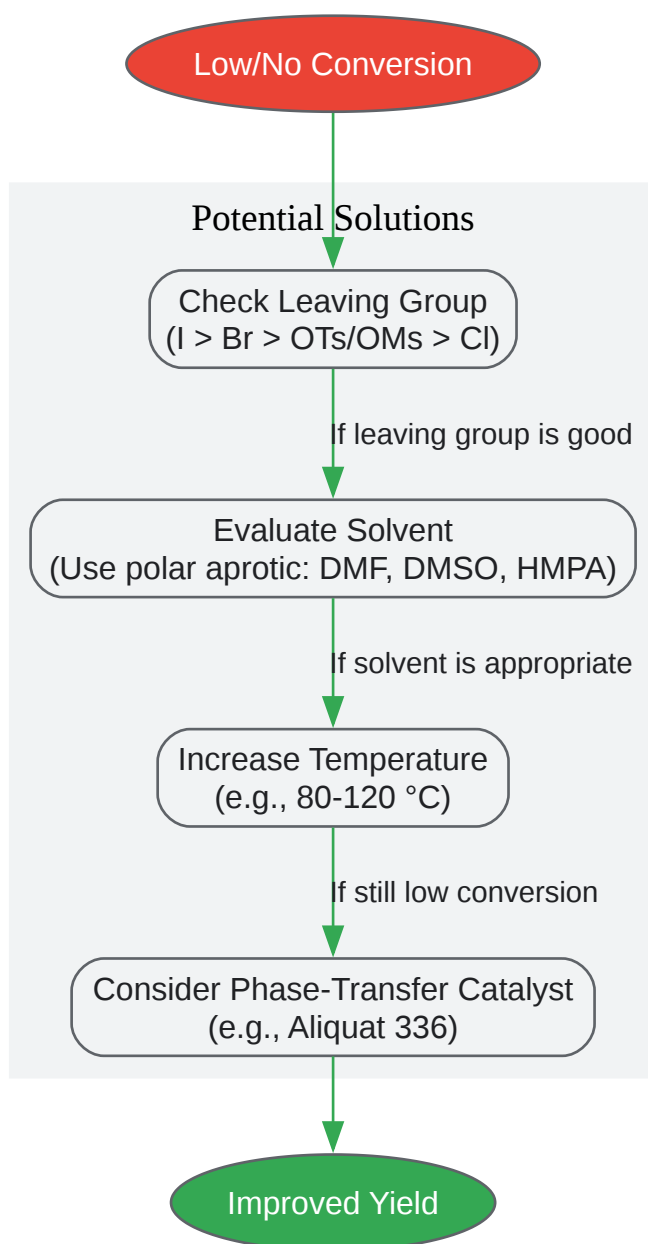 Low/No Conversion
Potential Solutions
Check Leaving Group
(I > Br > OTs/OMs > Cl)
If leaving group is good
Evaluate Solvent
(Use polar aprotic: DMF, DMSO, HMPA)
If solvent is appropriate
Increase Temperature
(e.g., 80-120 °C)
If still low conversion
Consider Phase-Transfer Catalyst
(e.g., Aliquat 336)
Improved Yield